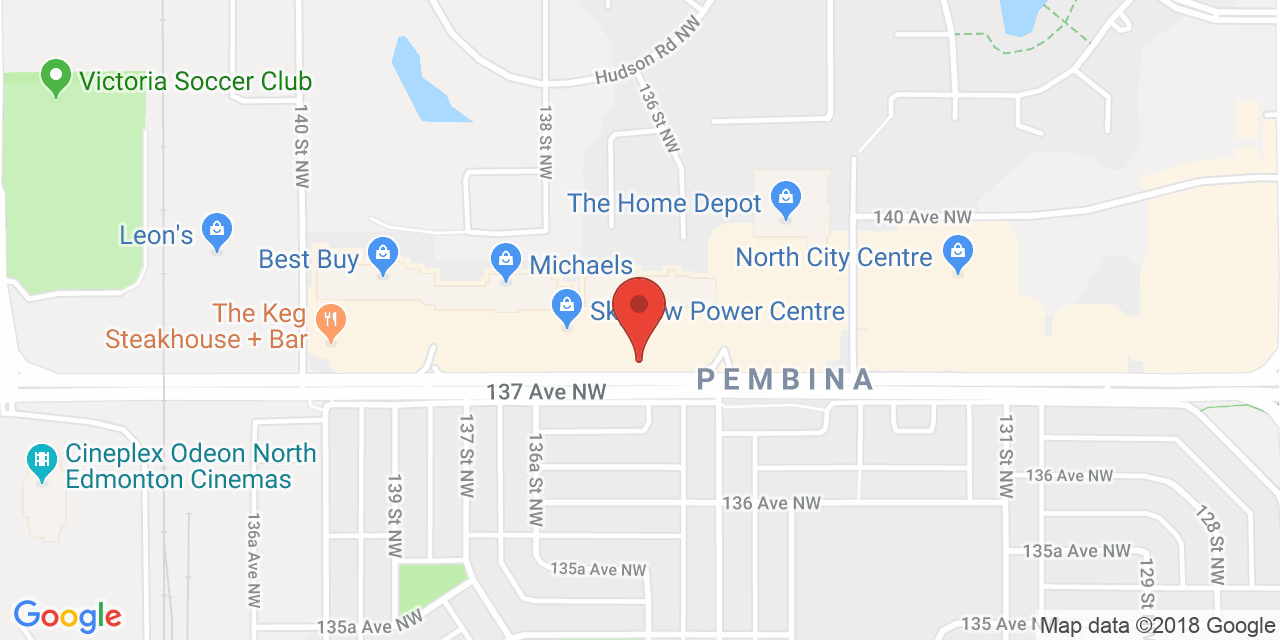 Hudson Rd NW
Victoria Soccer Club
140 St NW
138 St NW
136 St NW
The Home Depot
140 Ave NW
Leon's
Best Buy
Michaels
North City Centre
The Keg
Steakhouse + Bar
Power Centre
137 Ave NW
PEMBINA
Cineplex Odeon North
Edmonton Cinemas
137 St NW
136a St NW
139 St NW
131 St NW
136 Ave NW
136 Ave NW
128 St NW
136a Ave NW
135a Ave NW
135a Ave NW
129 St NW
135a Ave NW
135
Google
Map data ©2018 Google